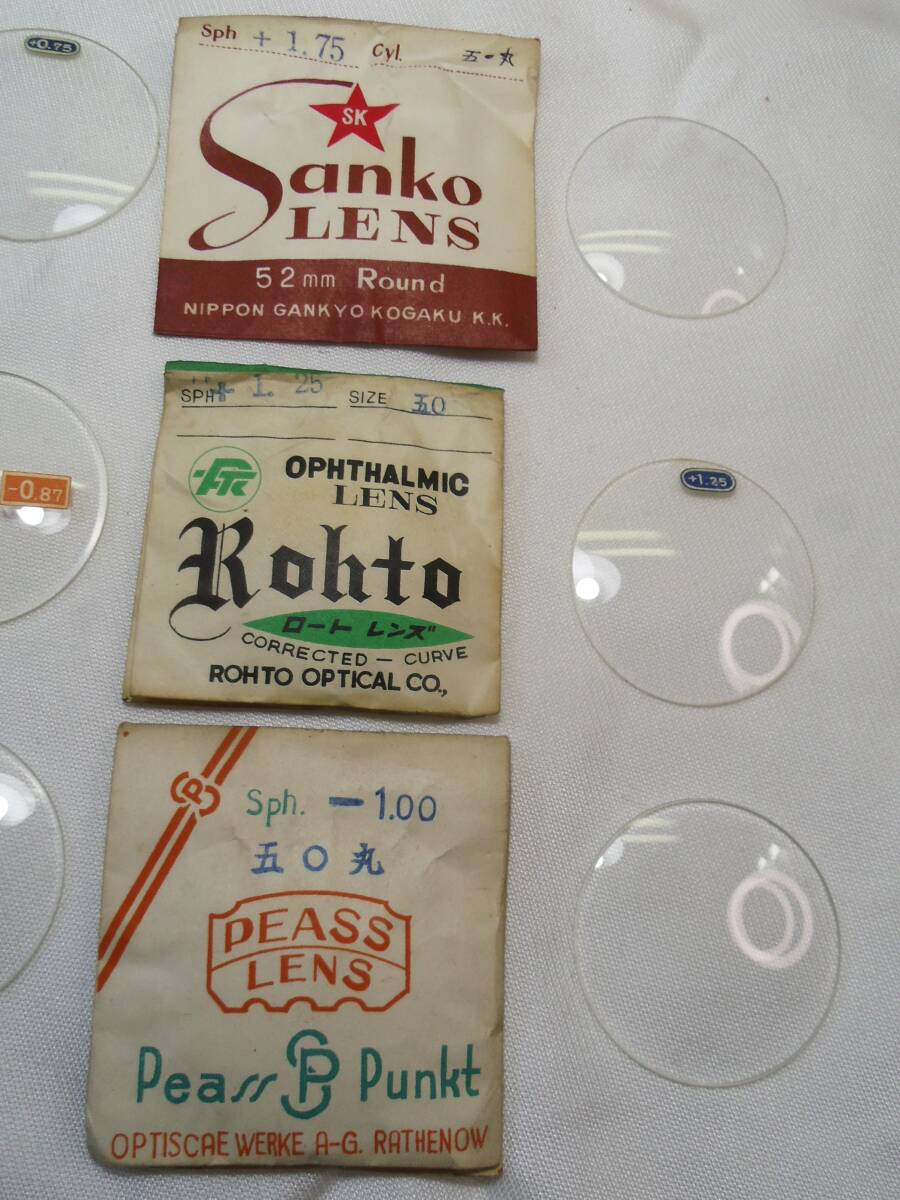 +0.75
Sph + 1.75 Cyl. 五・丸
SK
Sanko
LENS
52mm Round
NIPPON GANKYO KOGAKU K.K.
-0.87
SPH + 1.25 SIZE 五0
OPHTHALMIC
LENS
Rohto
ロート レンズ
CORRECTED — CURVE
ROHTO OPTICAL CO.,
+1.25
Sph. -1.00
五〇丸
PEASS
LENS
Peass P Punkt
OPTISCAE WERKE A-G. RATHENOW